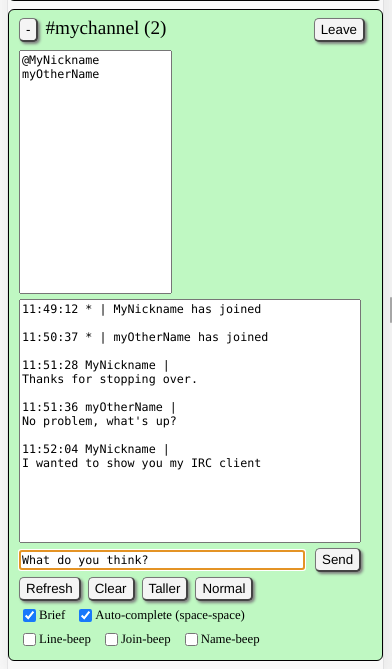 - #mychannel (2) Leave
@MyNickname
myOtherName
11:49:12 * | MyNickname has joined
11:50:37 * | myOtherName has joined
11:51:28 MyNickname |
Thanks for stopping over.
11:51:36 myOtherName |
No problem, what's up?
11:52:04 MyNickname |
I wanted to show you my IRC client
What do you think? Send
Refresh Clear Taller Normal
Brief Auto-complete (space-space)
Line-beep Join-beep Name-beep